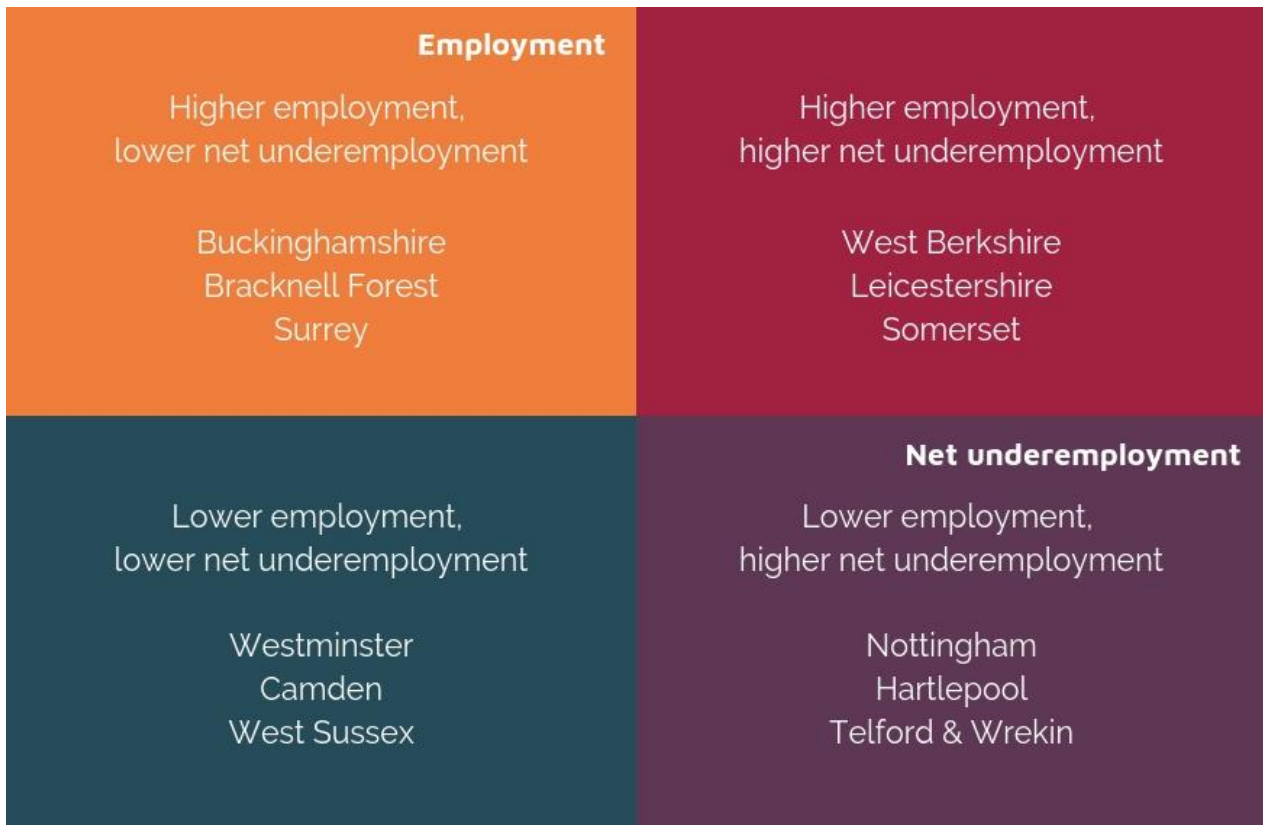 Employment
Higher employment,
lower net underemployment
Buckinghamshire
Bracknell Forest
Surrey
Higher employment,
higher net underemployment
West Berkshire
Leicestershire
Somerset
Lower employment,
lower net underemployment
Westminster
Camden
West Sussex
Net underemployment
Lower employment,
higher net underemployment
Nottingham
Hartlepool
Telford & Wrekin